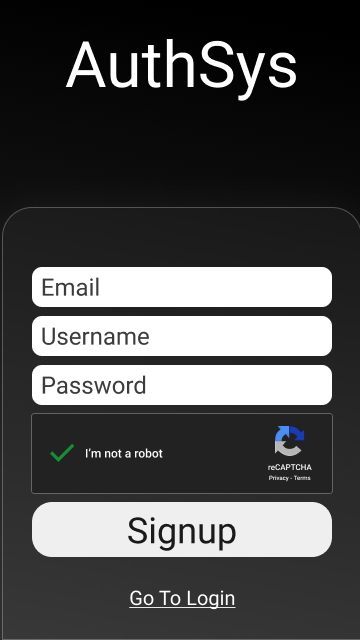 AuthSys
Email
Username
Password
I'm not a robot
reCAPTCHA
Privacy - Terms
Signup
Go To Login